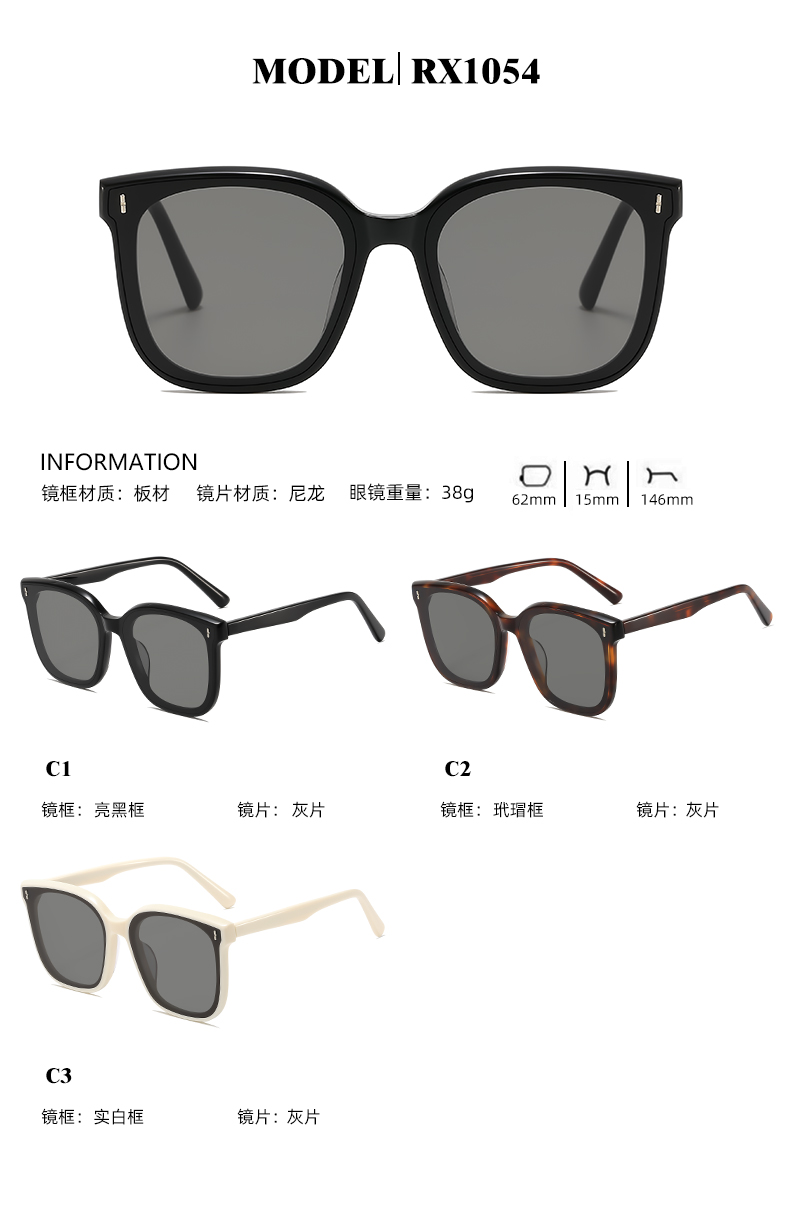 MODEL RX1054
INFORMATION
镜框材质：板材 镜片材质：尼龙 眼镜重量：38g
62mm 15mm 146mm
C1
镜框：亮黑框 镜片： 灰片
C2
镜框：玳瑁框 镜片：灰片
C3
镜框：实白框 镜片：灰片